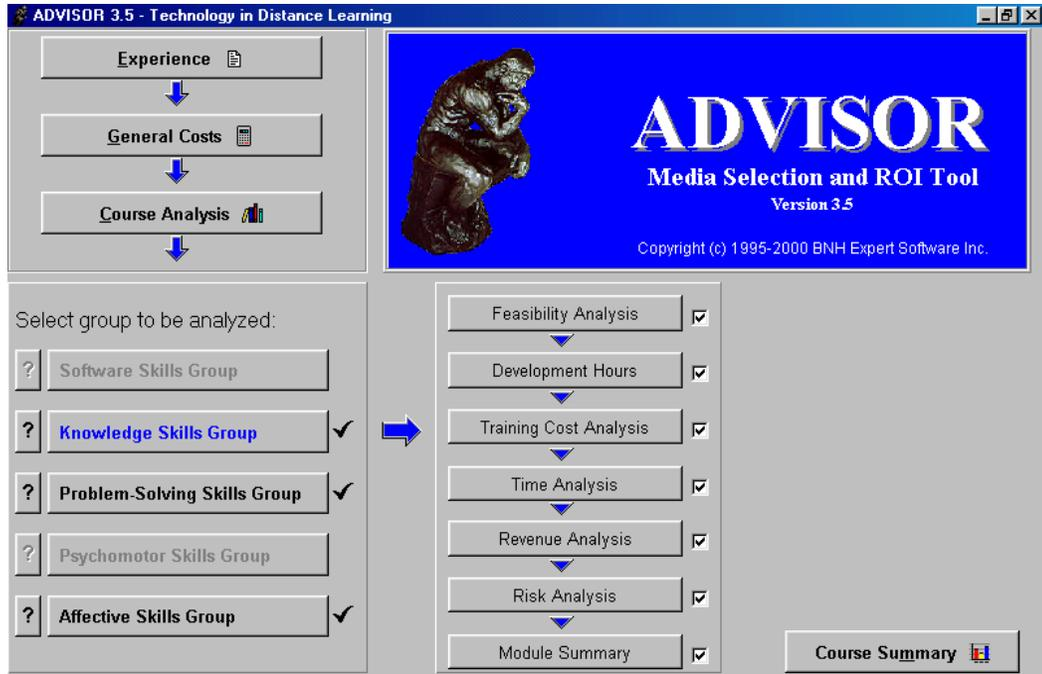 ADVISOR 3.5 - Technology in Distance Learning
Experience
General Costs
Course Analysis
ADVISOR
Media Selection and ROI Tool
Version 3.5
Copyright (c) 1995-2000 BNH Expert Software Inc.
Select group to be analyzed:
? Software Skills Group
? Knowledge Skills Group
? Problem-Solving Skills Group
? Psychomotor Skills Group
? Affective Skills Group
Feasibility Analysis
Development Hours
Training Cost Analysis
Time Analysis
Revenue Analysis
Risk Analysis
Module Summary
Course Summary